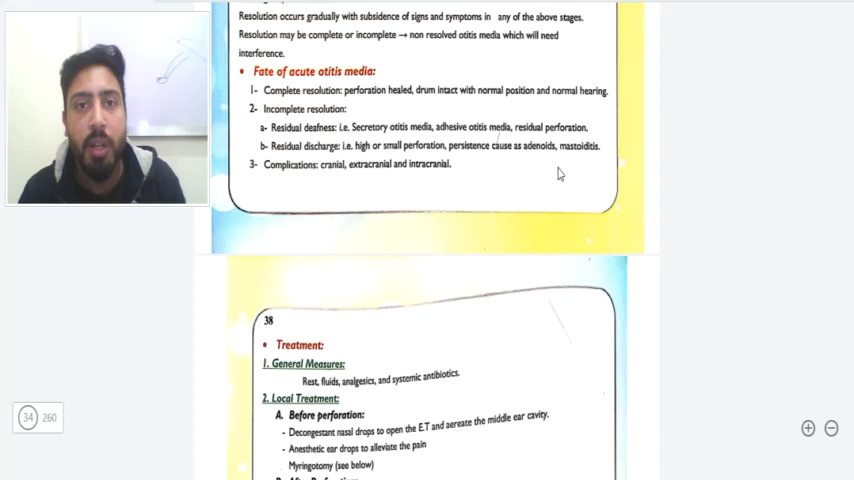 Resolution occurs gradually with subsidence of signs and symptoms in any of the above stages.
Resolution may be complete or incomplete → non resolved otitis media which will need
interference.
• Fate of acute otitis media:
1- Complete resolution: perforation healed, drum intact with normal position and normal hearing.
2- Incomplete resolution:
a- Residual deafness: i.e. Secretory otitis media, adhesive otitis media, residual perforation.
b- Residual discharge: i.e. high or small perforation, persistence cause as adenoids, mastoiditis.
3- Complications: cranial, extracranial and intracranial.
38
• Treatment:
1. General Measures:
Rest, fluids, analgesics, and systemic antibiotics.
2. Local Treatment:
A. Before perforation:
- Decongestant nasal drops to open the E.T and aereate the middle ear cavity.
- Anesthetic ear drops to alleviate the pain
Myringotomy (see below)
34 260